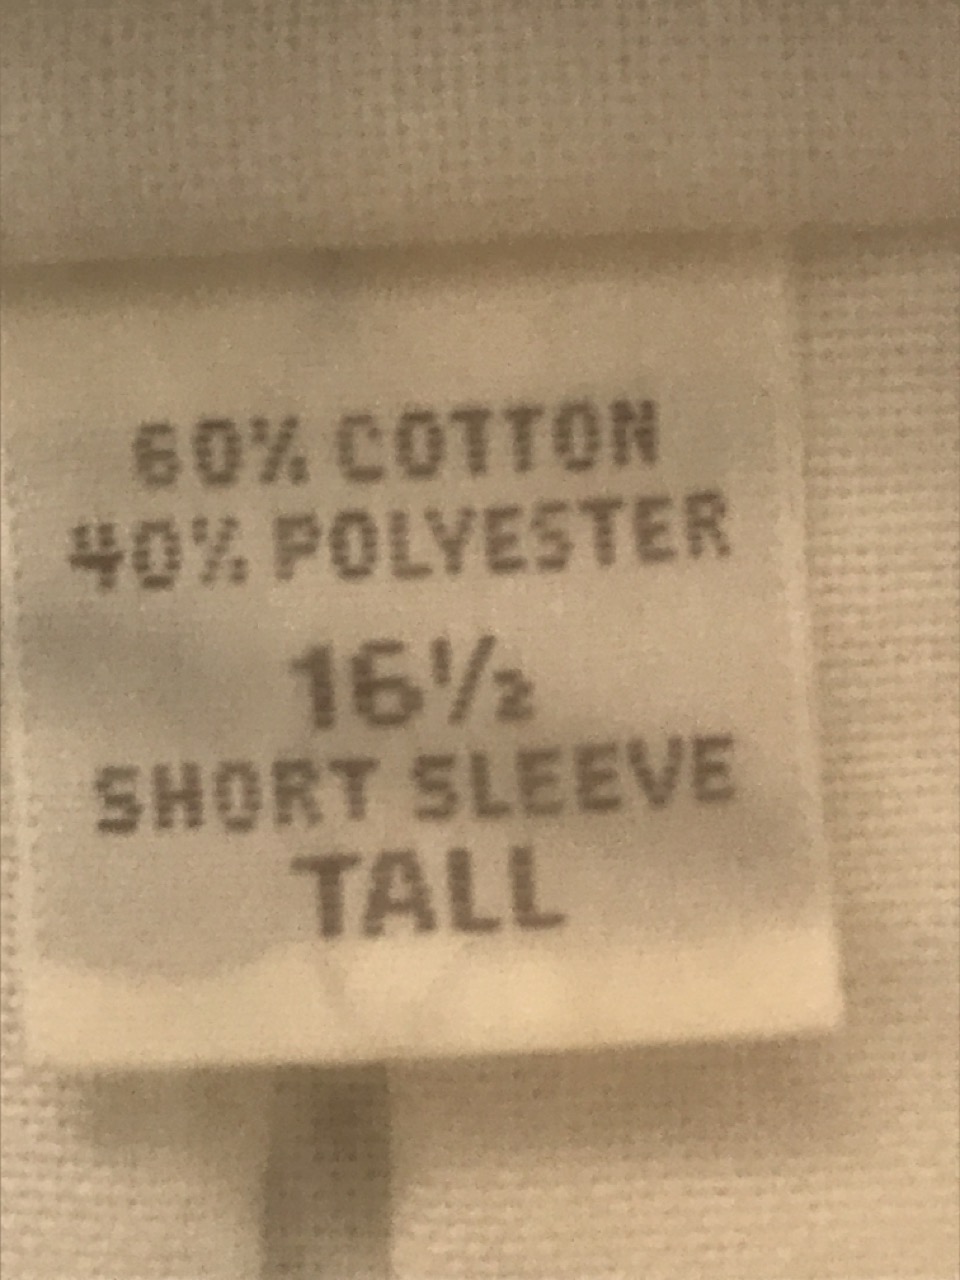 60% COTTON
40% POLYESTER
16½
SHORT SLEEVE
TALL